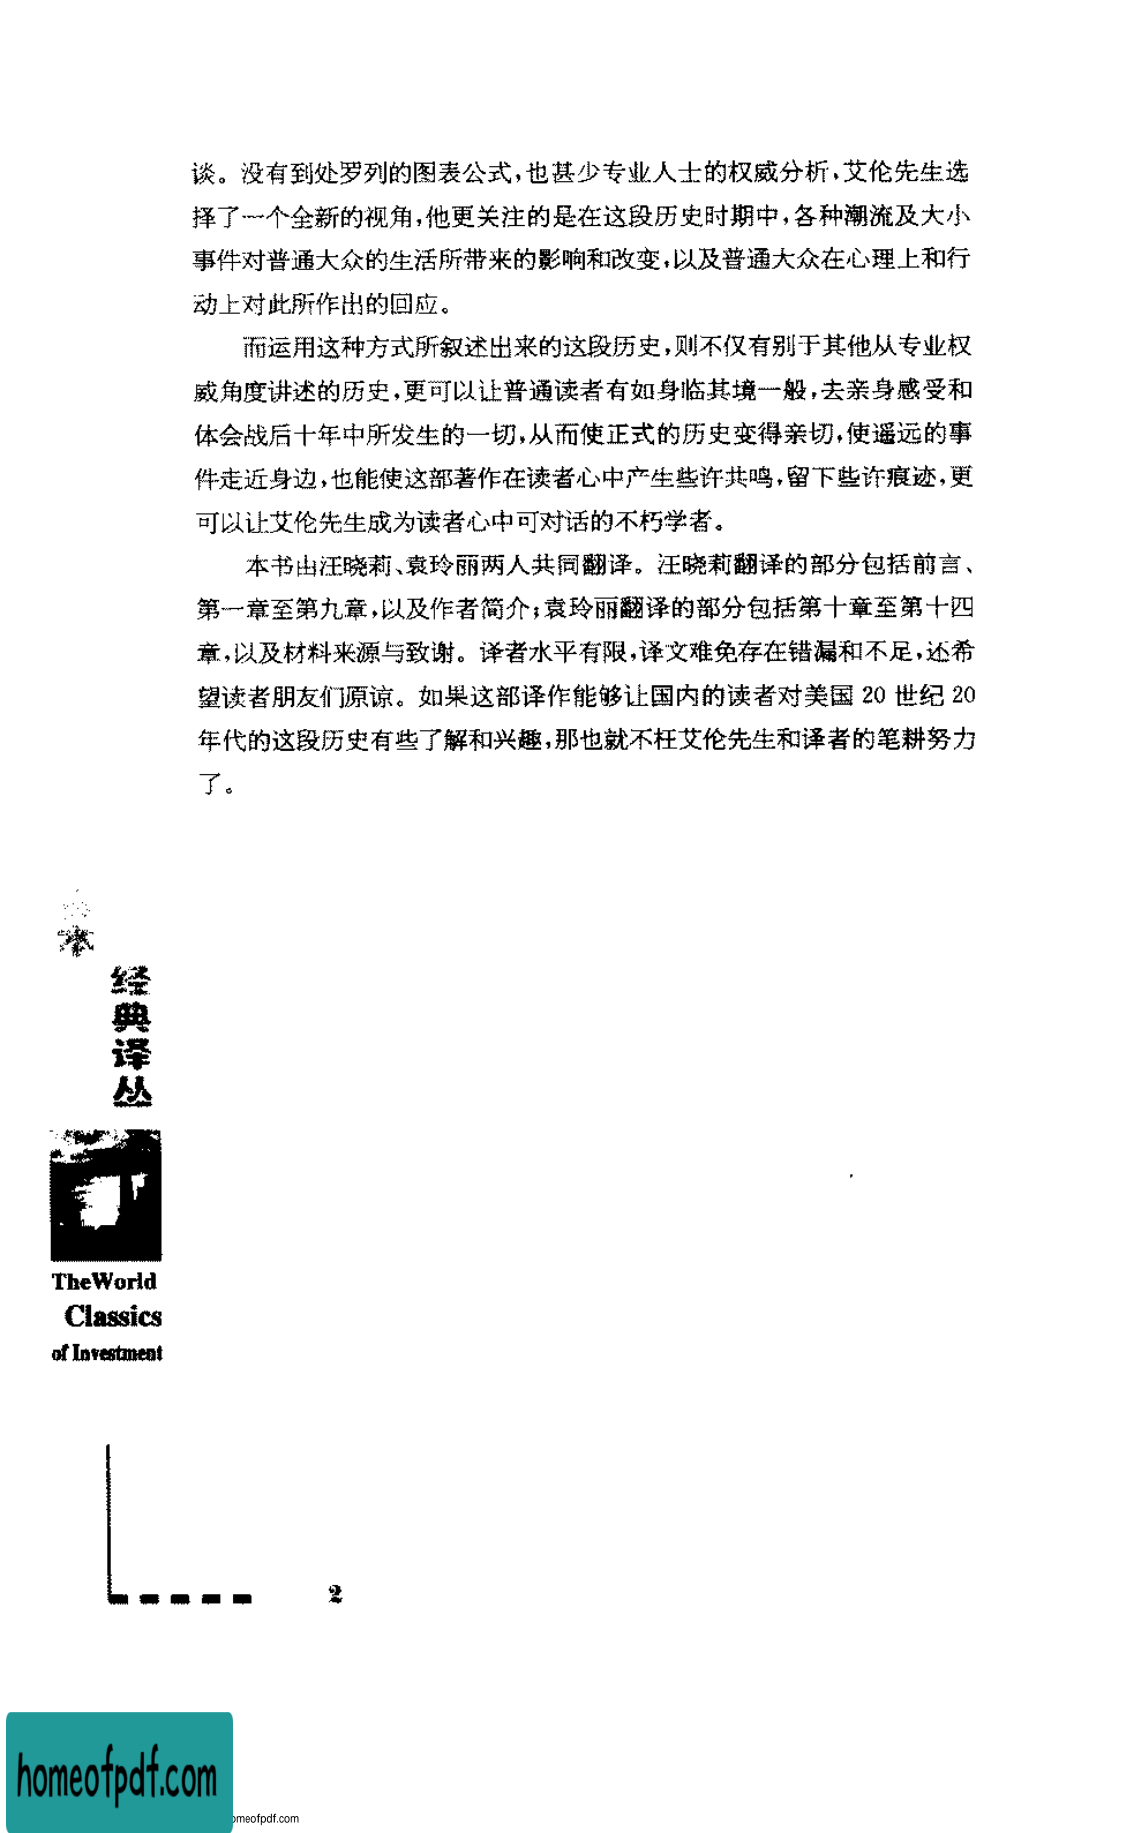 谈。没有到处罗列的图表公式,也甚少专业人士的权威分析,艾伦先生选
择了一个全新的视角,他更关注的是在这段历史时期中,各种潮流及大小
事件对普通大众的生活所带来的影响和改变,以及普通大众在心理上和行
动上对此所作出的回应。
而运用这种方式所叙述出来的这段历史,则不仅有别于其他从专业权
威角度讲述的历史,更可以让普通读者有如身临其境一般,去亲身感受和
体会战后十年中所发生的一切,从而使正式的历史变得亲切,使遥远的事
件走近身边,也能使这部著作在读者心中产生些许共鸣,留下些许痕迹,更
可以让艾伦先生成为读者心中可对话的不朽学者。
本书由汪晓莉、袁玲丽两人共同翻译。汪晓莉翻译的部分包括前言、
第一章至第九章,以及作者简介;袁玲丽翻译的部分包括第十章至第十四
章,以及材料来源与致谢。译者水平有限,译文难免存在错漏和不足,还希
望读者朋友们原谅。如果这部译作能够让国内的读者对美国 20 世纪 20
年代的这段历史有些了解和兴趣,那也就不枉艾伦先生和译者的笔耕努力
了。
本
经
典
译
丛
TheWorld
Classics
of Investment
2
homeofpdf.com
omeofpdf.com